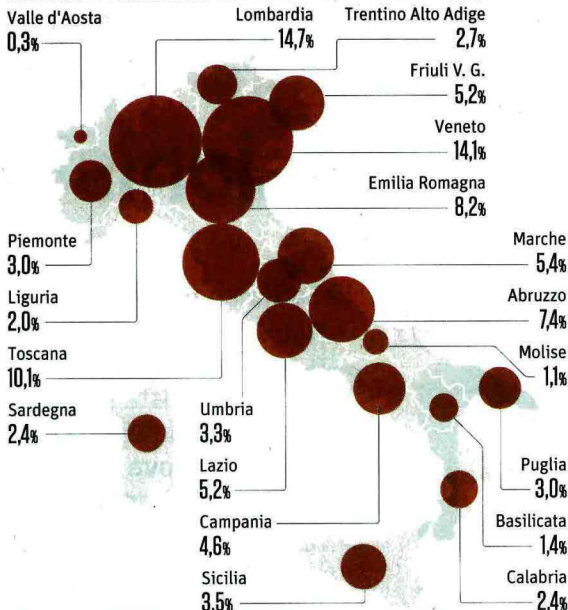 Valle d'Aosta
0,3%
Lombardia
14,7%
Trentino Alto Adige
2,7%
Friuli V. G.
5,2%
Veneto
14,1%
Emilia Romagna
8,2%
Piemonte
3,0%
Marche
5,4%
Liguria
2,0%
Abruzzo
7,4%
Toscana
10,1%
Molise
1,1%
Sardegna
2,4%
Umbria
3,3%
Lazio
5,2%
Puglia
3,0%
Campania
4,6%
Basilicata
1,4%
Sicilia
3,5%
Calabria
2,4%